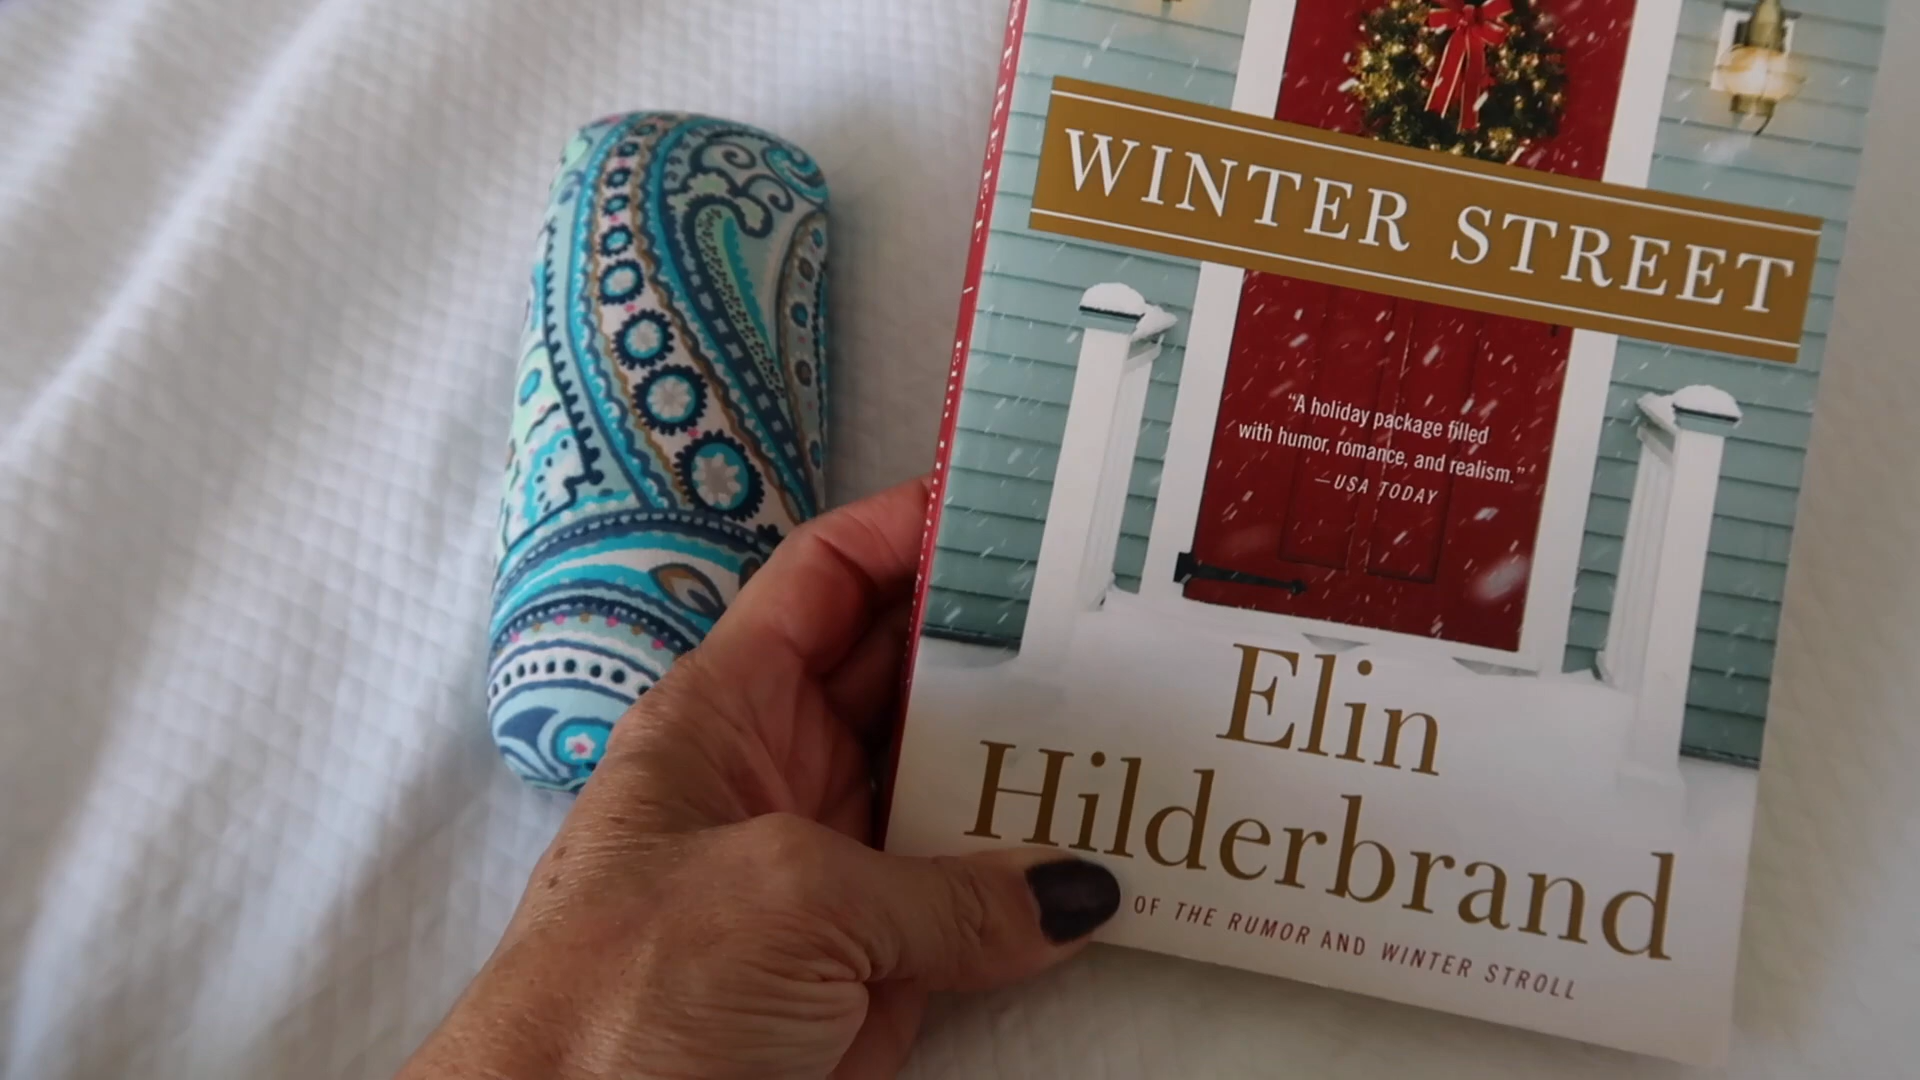 WINTER STREET
“A holiday package filled
with humor, romance, and realism.”
—USA TODAY
Elin
Hilderbrand
OF THE RUMOR AND WINTER STROLL